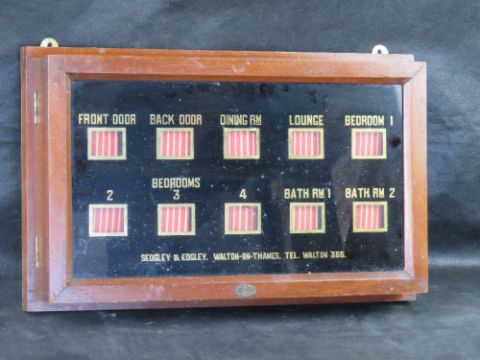 FRONT DOOR BACK DOOR DINING RM LOUNGE BEDROOM 1
BEDROOMS
2 3 4 BATH RM 1 BATH RM 2
SEDGLEY & EDGLEY. WALTON-ON-THAMES. TEL. WALTON 366.